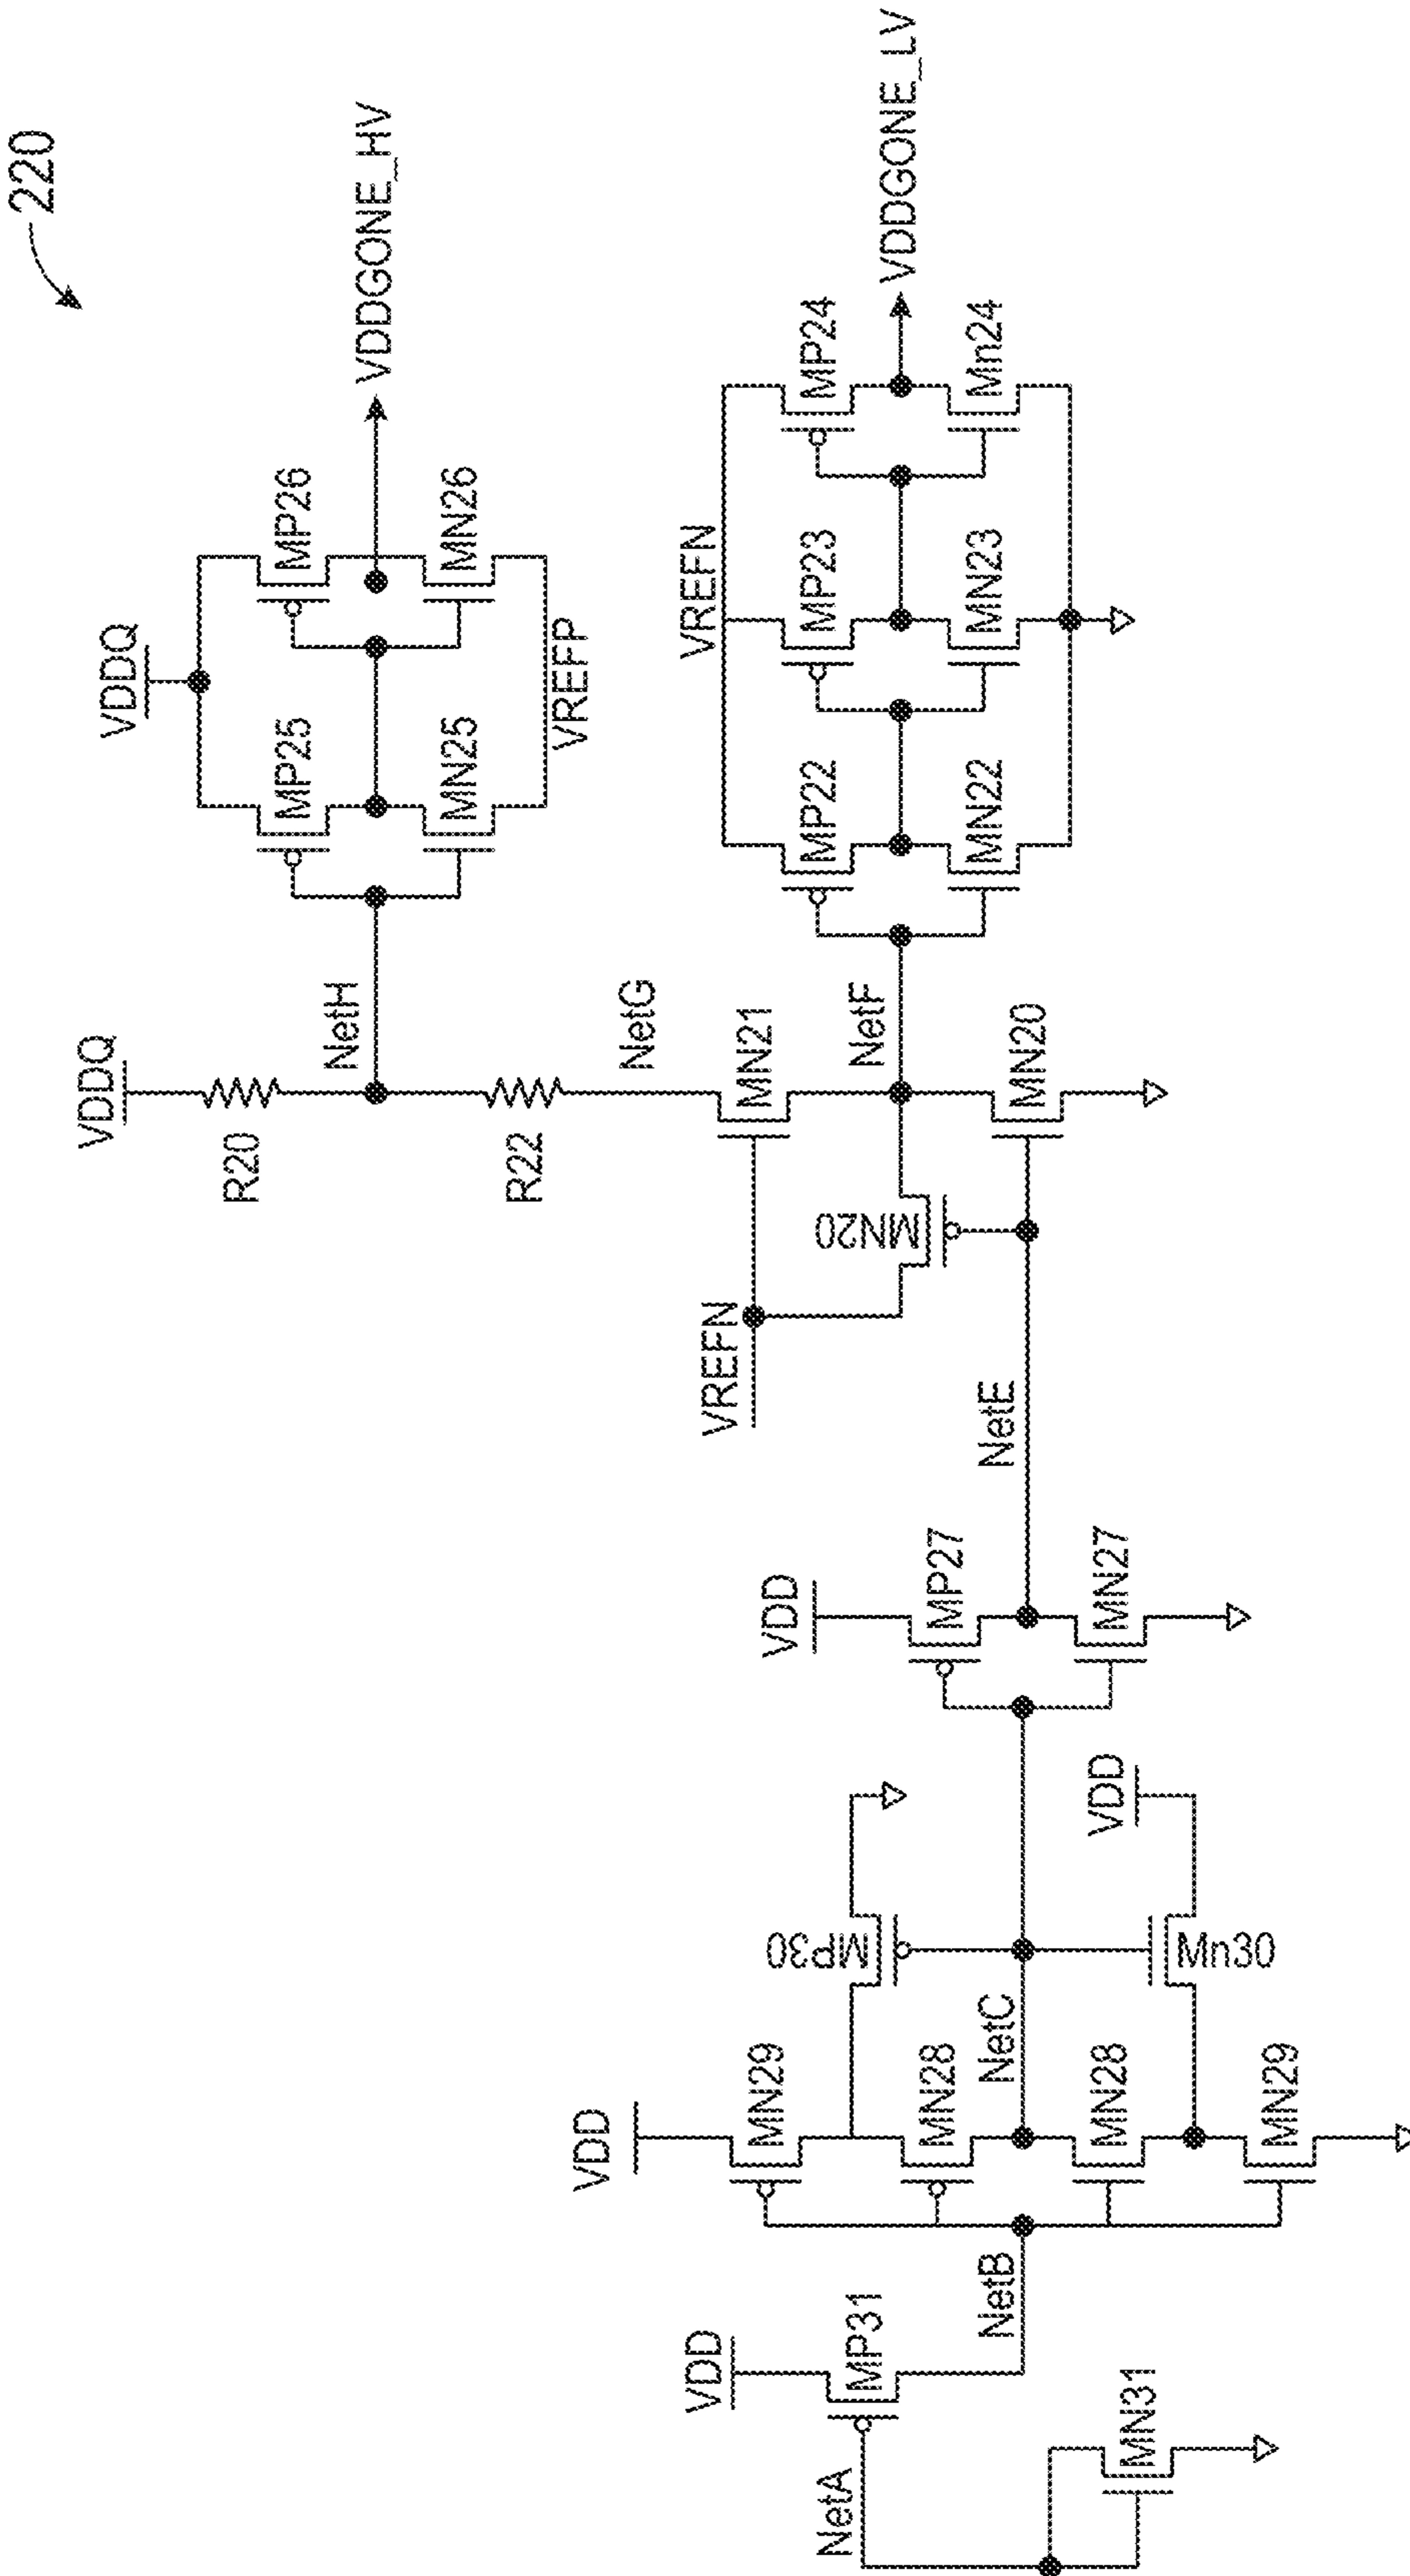 220
VDDQ
VDDQ
R20
NetH
MP25
MP26
MN25
MN26
VREFP
VDDGONE_HV
R22
NetG
VREFN
MN21
MN20
NetF
MN20
VREFN
MP22
MP23
MP24
MN22
MN23
Mn24
VDDGONE_LV
NetE
VDD
MP27
MN27
VDD
MN29
MP30
MN28
NetC
MN28
Mn30
VDD
MN29
NetB
VDD
MP31
NetA
MN31